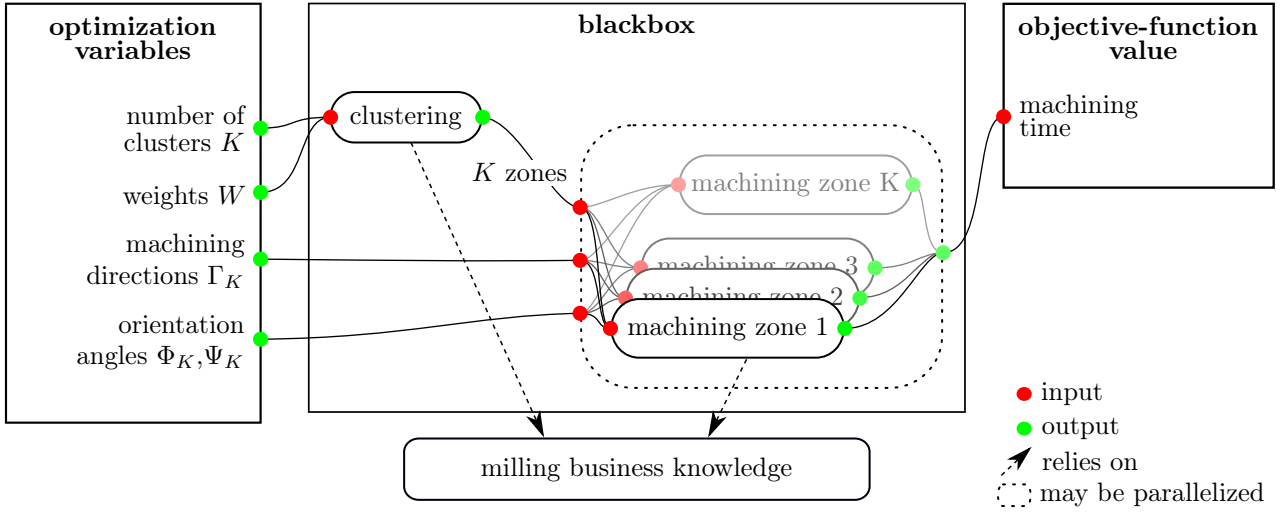 optimization
variables
number of
clusters K
weights W
machining
directions Γ_K
orientation
angles Φ_K,Ψ_K
blackbox
clustering
K zones
machining zone K
machining zone 3
machining zone 2
machining zone 1
milling business knowledge
objective-function
value
machining
time
input
output
relies on
may be parallelized